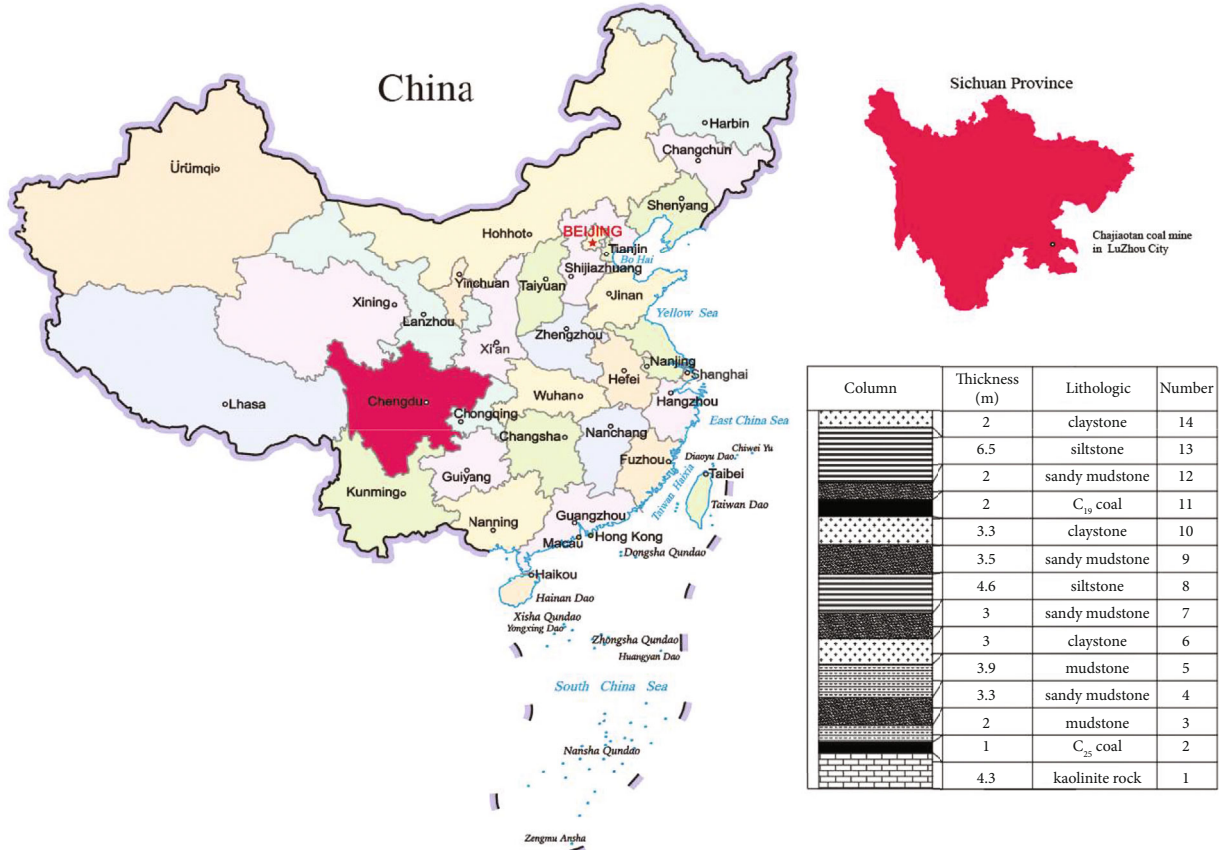 China
Harbin
Changchun
Ürümqi
Shenyang
Hohhot
BEIJING
Tianjin
Bo Hai
Shijiazhuang
Yinchuan
Taiyuan
Jinan
Xining
Lanzhou
Yellow Sea
Zhengzhou
Xi'an
Nanjing
Hefei
Shanghai
Chengdu
Wuhan
Hangzhou
Lhasa
Chongqing
East China Sea
Changsha
Nanchang
Chiwei Yu
Diaoyu Dao
Fuzhou
Guiyang
Taibei
Kunming
Taiwan Haixia
Taiwan Dao
Guangzhou
Nanning
Hong Kong
Macau
Dongsha Qundao
Haikou
Hainan Dao
Xisha Qundao
Yongxing Dao
Zhongsha Qundao
Huangyan Dao
South China Sea
Nansha Qundao
Zengmu Ansha
Sichuan Province
Chajiaotan coal mine
in LuZhou City
Column Thickness (m) Lithologic Number
2 claystone 14
6.5 siltstone 13
2 sandy mudstone 12
2 C19 coal 11
3.3 claystone 10
3.5 sandy mudstone 9
4.6 siltstone 8
3 sandy mudstone 7
3 claystone 6
3.9 mudstone 5
3.3 sandy mudstone 4
2 mudstone 3
1 C25 coal 2
4.3 kaolinite rock 1